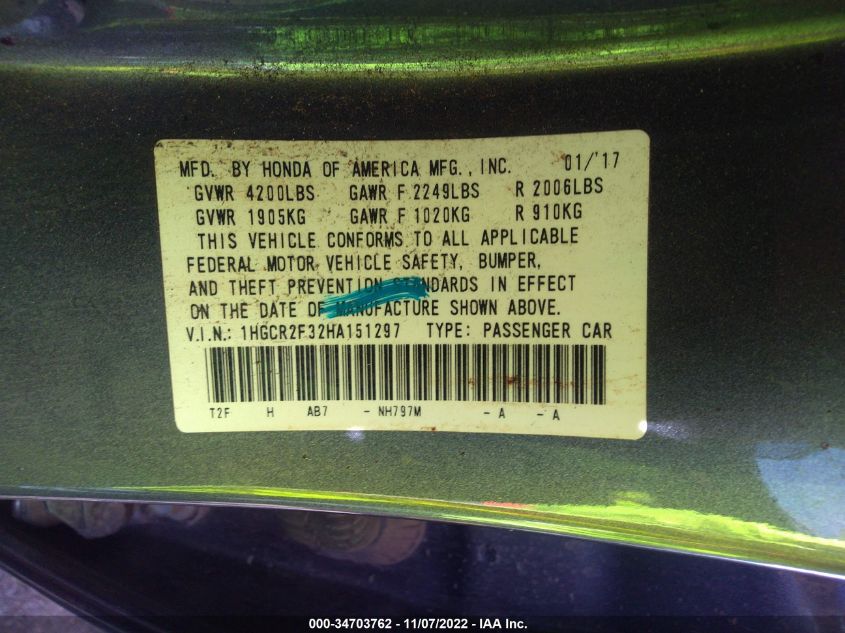 MFD. BY HONDA OF AMERICA MFG., INC. 01/'17
GVWR 4200LBS GAWR F 2249LBS R 2006LBS
GVWR 1905KG GAWR F 1020KG R 910KG
THIS VEHICLE CONFORMS TO ALL APPLICABLE
FEDERAL MOTOR VEHICLE SAFETY, BUMPER,
AND THEFT PREVENTION STANDARDS IN EFFECT
ON THE DATE OF MANUFACTURE SHOWN ABOVE.
V.I.N.: 1HGCR2F32HA151297 TYPE: PASSENGER CAR
T2F H AB7 - NH797M - A - A
000-34703762 - 11/07/2022 - IAA Inc.